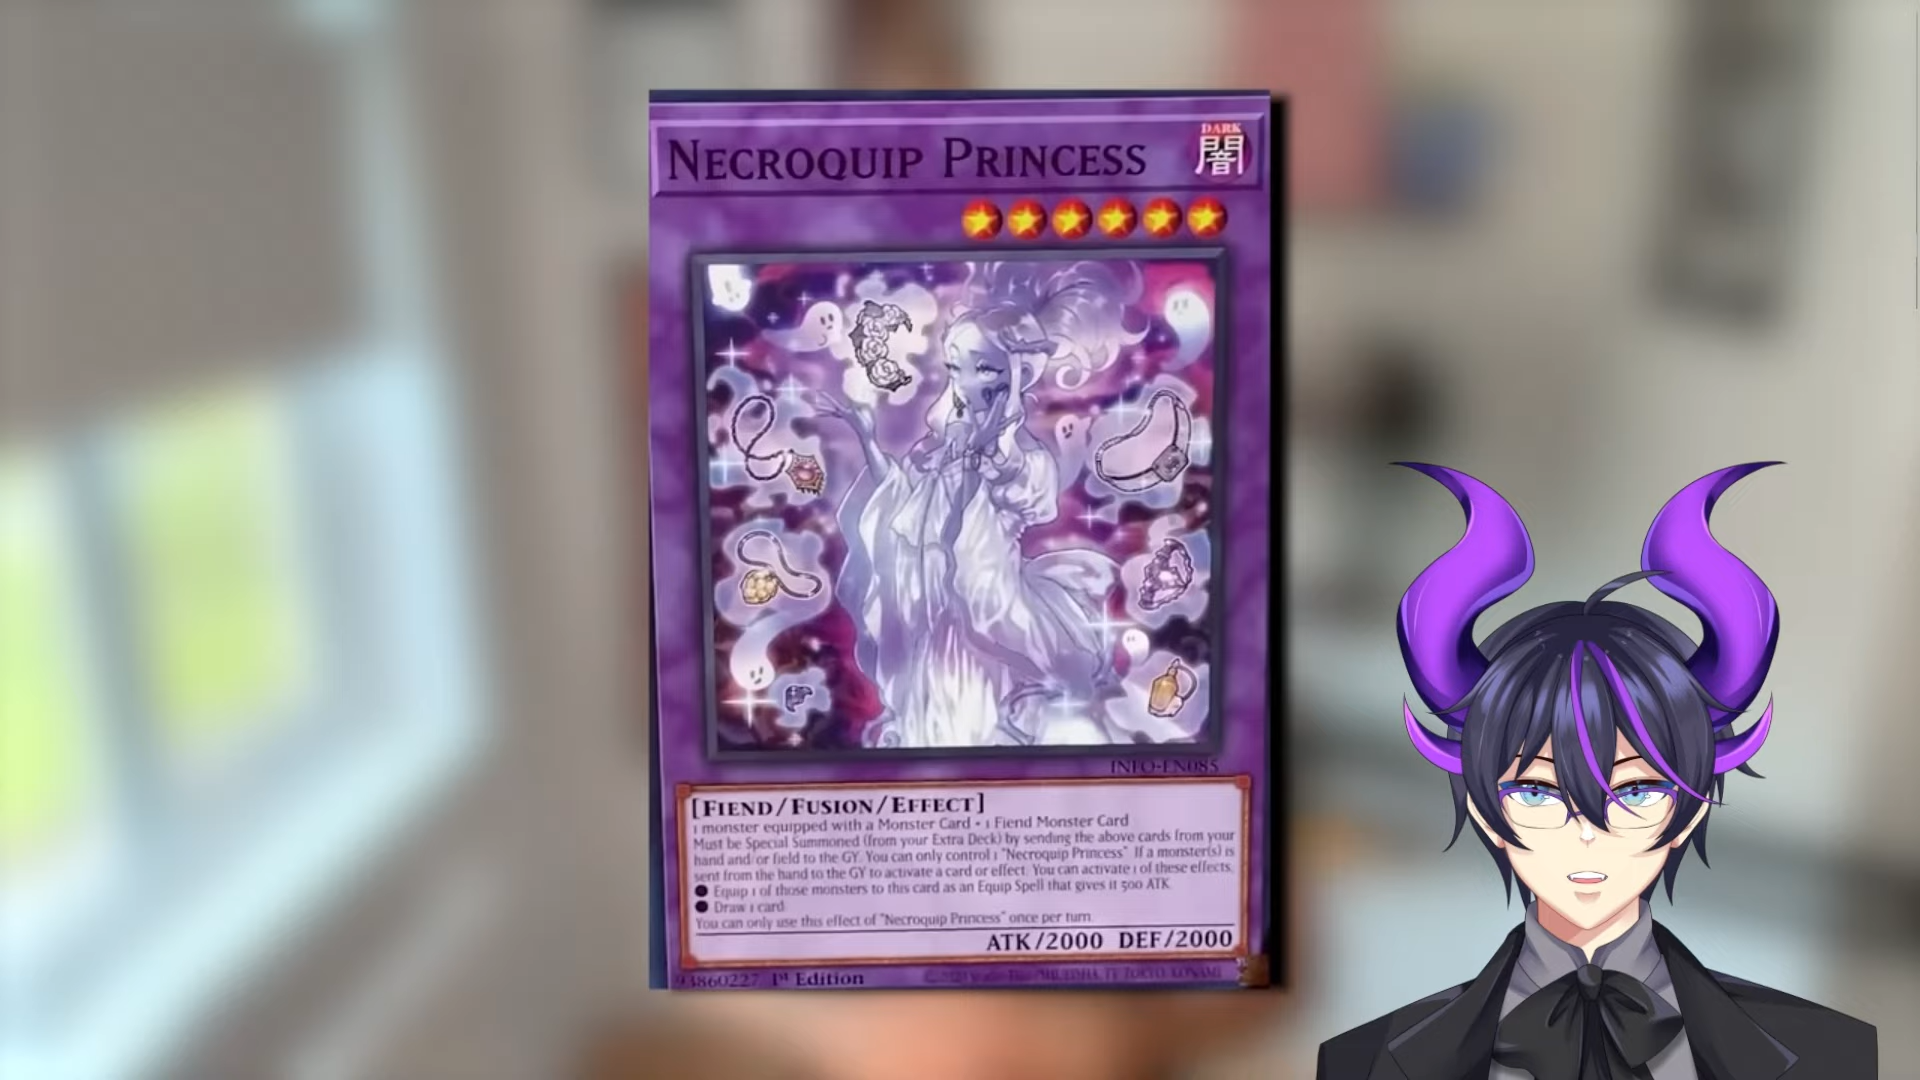 NECROQUIP PRINCESS
DARK
闇
INFO-EN085
[FIEND/FUSION/EFFECT]
1 monster equipped with a Monster Card + 1 Fiend Monster Card
Must be Special Summoned (from your Extra Deck) by sending the above cards from your
hand and/or field to the GY. You can only control 1 "Necroquip Princess". If a monster(s) is
sent from the hand to the GY to activate a card or effect: You can activate 1 of these effects.
● Equip 1 of those monsters to this card as an Equip Spell that gives it 500 ATK.
● Draw 1 card.
You can only use this effect of "Necroquip Princess" once per turn.
ATK/2000 DEF/2000
93860227 1st Edition